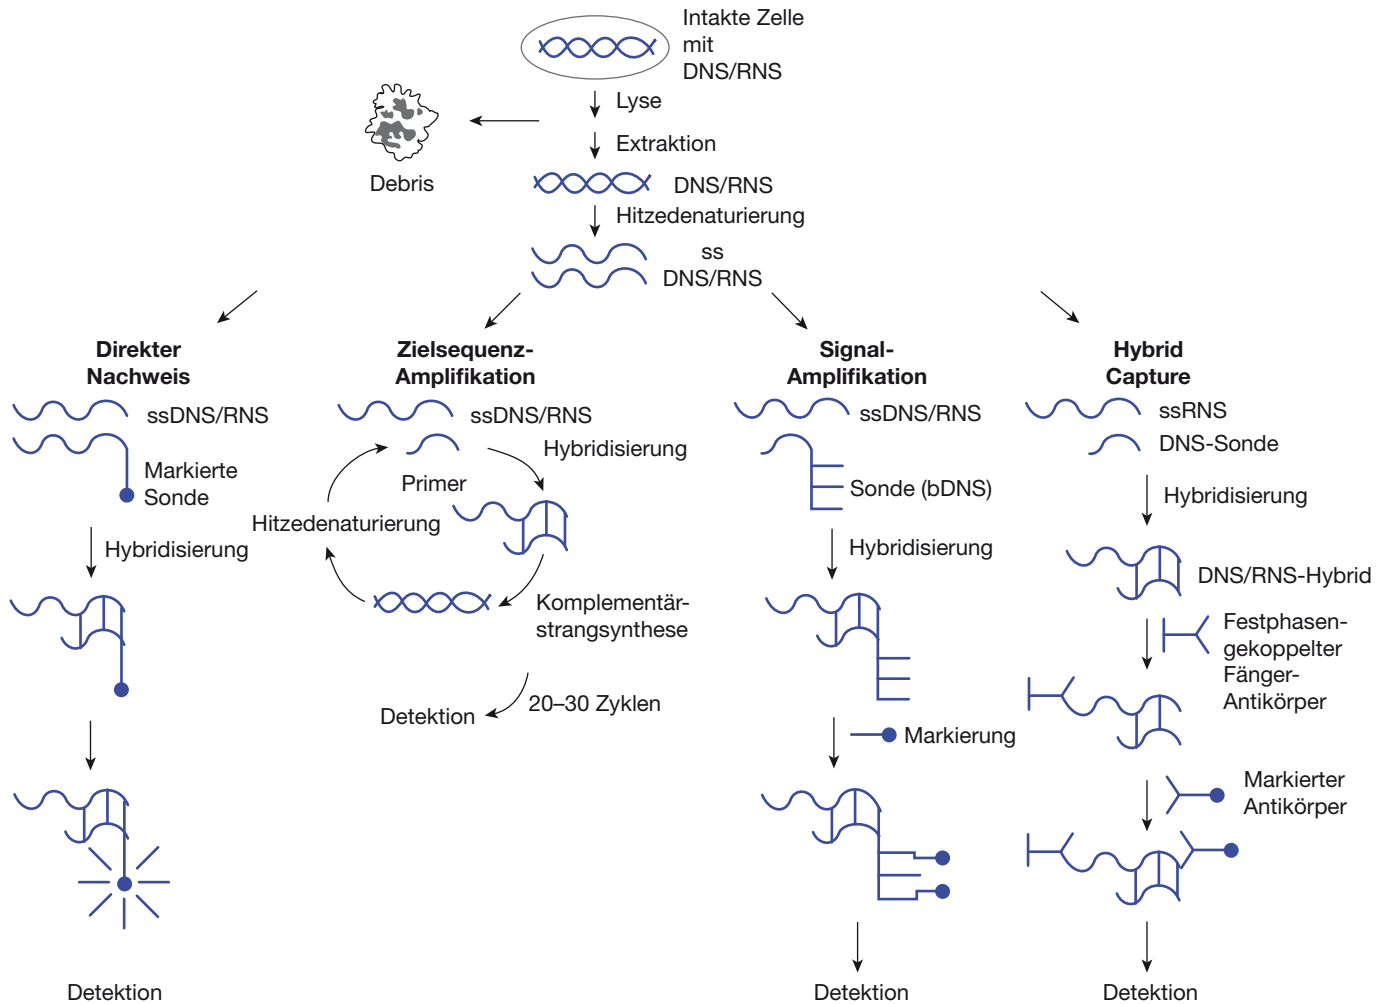 Intakte Zelle
mit
DNS/RNS
Lyse
Extraktion
Debris
DNS/RNS
Hitzedenaturierung
ss
DNS/RNS
Direkter
Nachweis
ssDNS/RNS
Markierte
Sonde
Hybridisierung
Detektion
Zielsequenz-
Amplifikation
ssDNS/RNS
Hybridisierung
Primer
Hitzedenaturierung
Komplementär-
strangsynthese
20–30 Zyklen
Detektion
Signal-
Amplifikation
ssDNS/RNS
Sonde (bDNS)
Hybridisierung
Markierung
Detektion
Hybrid
Capture
ssRNS
DNS-Sonde
Hybridisierung
DNS/RNS-Hybrid
Festphasen-
gekoppelter
Fänger-
Antikörper
Markierter
Antikörper
Detektion